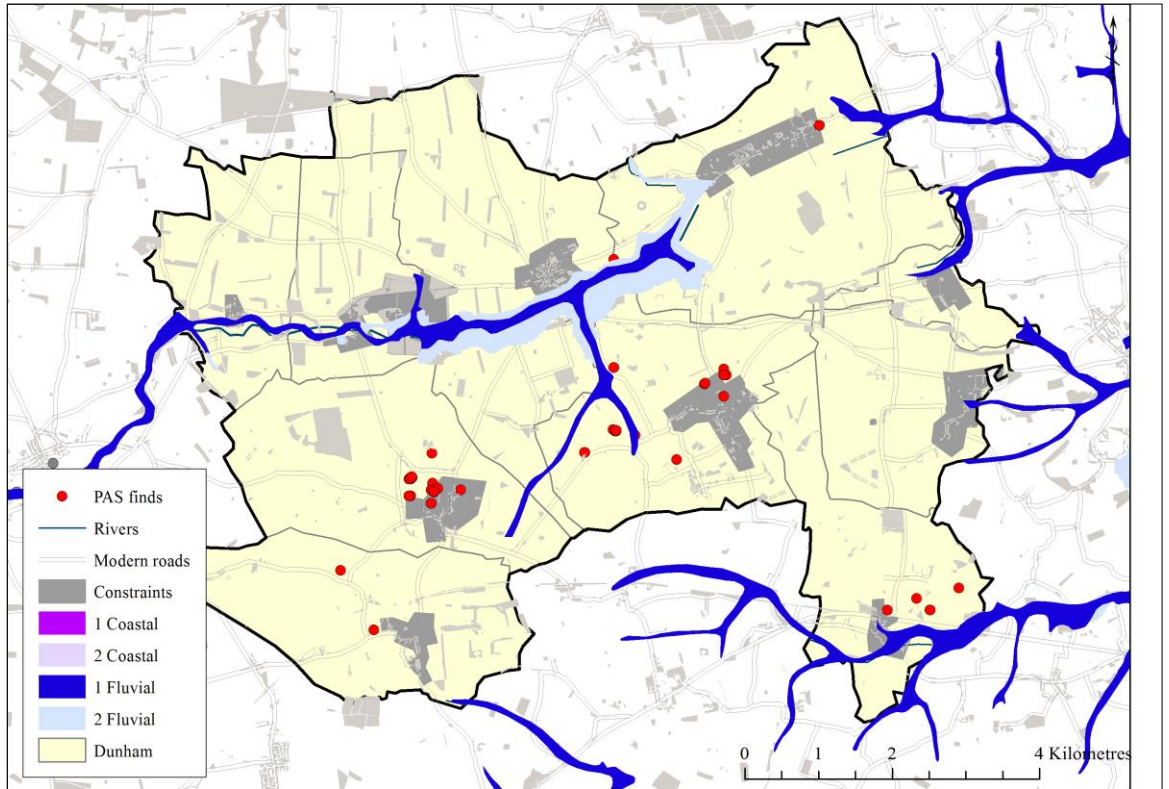 PAS finds
Rivers
Modern roads
Constraints
1 Coastal
2 Coastal
1 Fluvial
2 Fluvial
Dunham
0 1 2 4 Kilometres